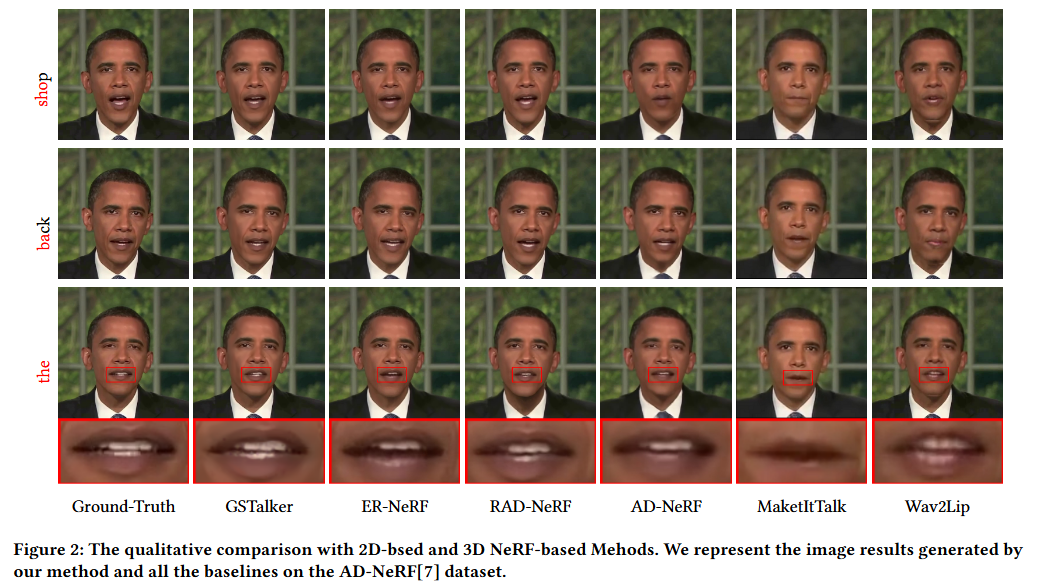 shop
back
the
Ground-Truth GSTalker ER-NeRF RAD-NeRF AD-NeRF MaketItTalk Wav2Lip
Figure 2: The qualitative comparison with 2D-bsed and 3D NeRF-based Mehods. We represent the image results generated by
our method and all the baselines on the AD-NeRF[7] dataset.